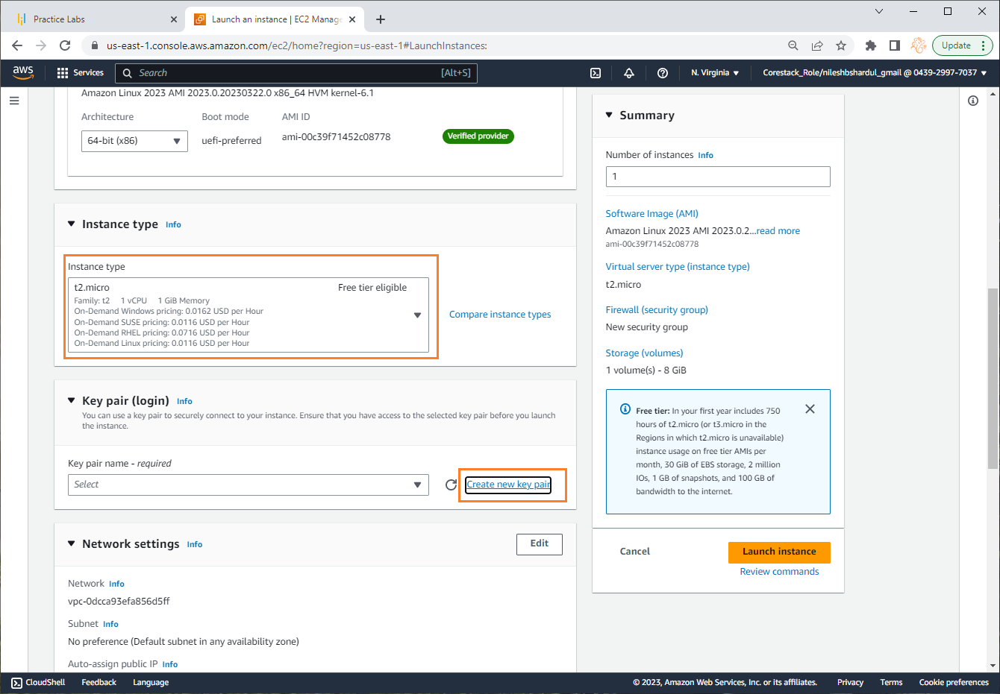 Practice Labs
Launch an instance | EC2 Manage
us-east-1.console.aws.amazon.com/ec2/home?region=us-east-1#LaunchInstances:
Update
aws
Services
Search
[Alt+S]
N. Virginia
Corestack_Role/nileshbshardul_gmail @ 0439-2997-7037
Amazon Linux 2023 AMI 2023.0.20230322.0 x86_64 HVM kernel-6.1
Architecture
Boot mode
AMI ID
64-bit (x86)
uefi-preferred
ami-00c39f71452c08778
Verified provider
Instance type Info
Instance type
t2.micro
Free tier eligible
Family: t2 1 vCPU 1 GiB Memory
On-Demand Windows pricing: 0.0162 USD per Hour
On-Demand SUSE pricing: 0.0116 USD per Hour
On-Demand RHEL pricing: 0.0716 USD per Hour
On-Demand Linux pricing: 0.0116 USD per Hour
Compare instance types
Key pair (login) Info
You can use a key pair to securely connect to your instance. Ensure that you have access to the selected key pair before you launch
the instance.
Key pair name - required
Select
Create new key pair
Network settings Info
Edit
Network Info
vpc-0dcca93efa856d5ff
Subnet Info
No preference (Default subnet in any availability zone)
Auto-assign public IP Info
Summary
Number of instances Info
1
Software Image (AMI)
Amazon Linux 2023 AMI 2023.0.2...read more
ami-00c39f71452c08778
Virtual server type (instance type)
t2.micro
Firewall (security group)
New security group
Storage (volumes)
1 volume(s) - 8 GiB
Free tier: In your first year includes 750
hours of t2.micro (or t3.micro in the
Regions in which t2.micro is unavailable)
instance usage on free tier AMIs per
month, 30 GiB of EBS storage, 2 million
IOs, 1 GB of snapshots, and 100 GB of
bandwidth to the internet.
Cancel
Launch instance
Review commands
CloudShell
Feedback
Language
© 2023, Amazon Web Services, Inc. or its affiliates.
Privacy
Terms
Cookie preferences